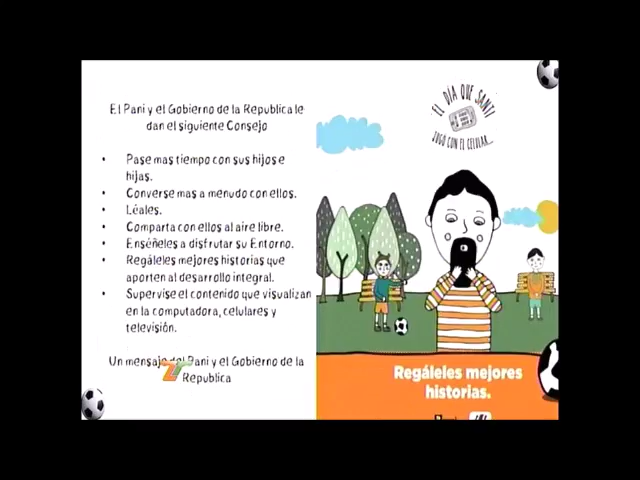 El Pani y el Gobierno de la Republica le
dan el siguiente Consejo
• Pase mas tiempo con sus hijos e
hijas.
• Converse mas a menudo con ellos.
• Léales.
• Comparta con ellos al aire libre.
• Enséñeles a disfrutar su Entorno.
• Regáleles mejores historias que
aporten al desarrollo integral.
• Supervise el contenido que visualizan
en la computadora, celulares y
televisión.
Un mensaje del Pani y el Gobierno de la
Republica
EL DÍA QUE SANTI
JUGÓ CON EL CELULAR...
Regáleles mejores
historias.